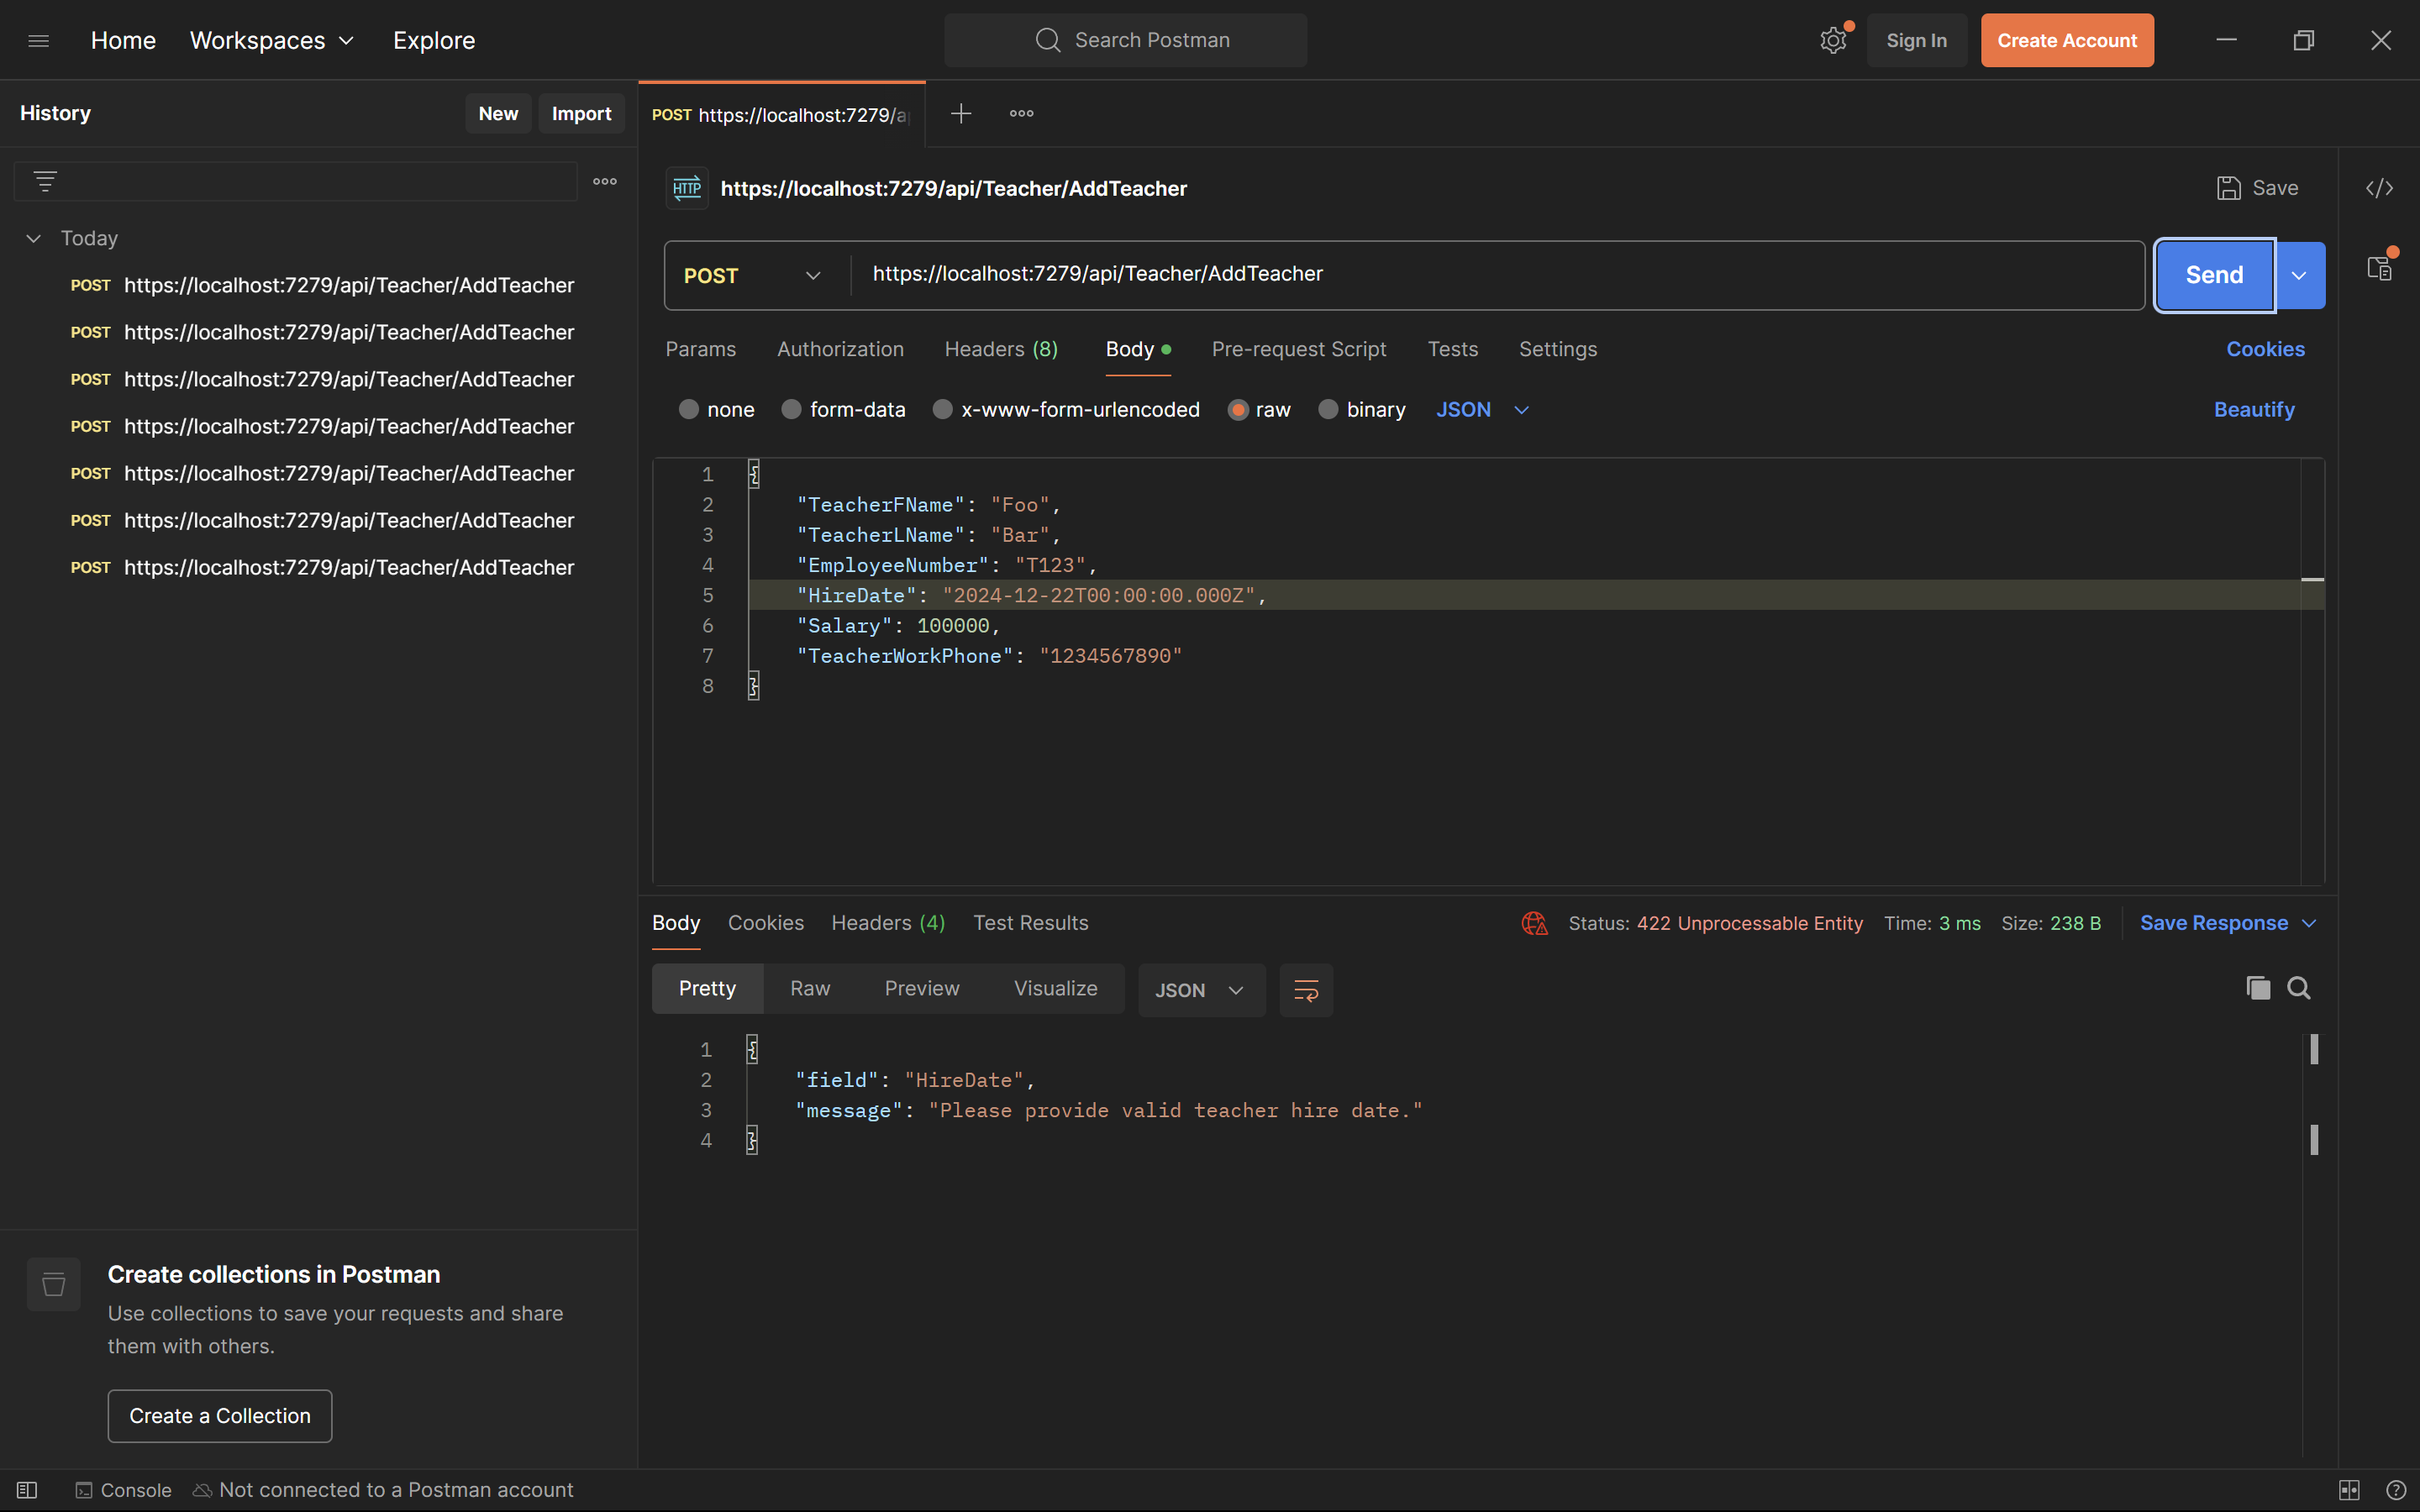 Home Workspaces Explore Search Postman Sign In Create Account
History New Import
POST https://localhost:7279/a
HTTP https://localhost:7279/api/Teacher/AddTeacher Save
Today
POST https://localhost:7279/api/Teacher/AddTeacher
POST https://localhost:7279/api/Teacher/AddTeacher
POST https://localhost:7279/api/Teacher/AddTeacher
POST https://localhost:7279/api/Teacher/AddTeacher
POST https://localhost:7279/api/Teacher/AddTeacher
POST https://localhost:7279/api/Teacher/AddTeacher
POST https://localhost:7279/api/Teacher/AddTeacher
Create collections in Postman
Use collections to save your requests and share
them with others.
Create a Collection
POST https://localhost:7279/api/Teacher/AddTeacher Send
Params Authorization Headers (8) Body Pre-request Script Tests Settings Cookies
none form-data x-www-form-urlencoded raw binary JSON Beautify
1 {
2 "TeacherFName": "Foo",
3 "TeacherLName": "Bar",
4 "EmployeeNumber": "T123",
5 "HireDate": "2024-12-22T00:00:00.000Z",
6 "Salary": 100000,
7 "TeacherWorkPhone": "1234567890"
8 }
Body Cookies Headers (4) Test Results Status: 422 Unprocessable Entity Time: 3 ms Size: 238 B Save Response
Pretty Raw Preview Visualize JSON
1 {
2 "field": "HireDate",
3 "message": "Please provide valid teacher hire date."
4 }
Console Not connected to a Postman account